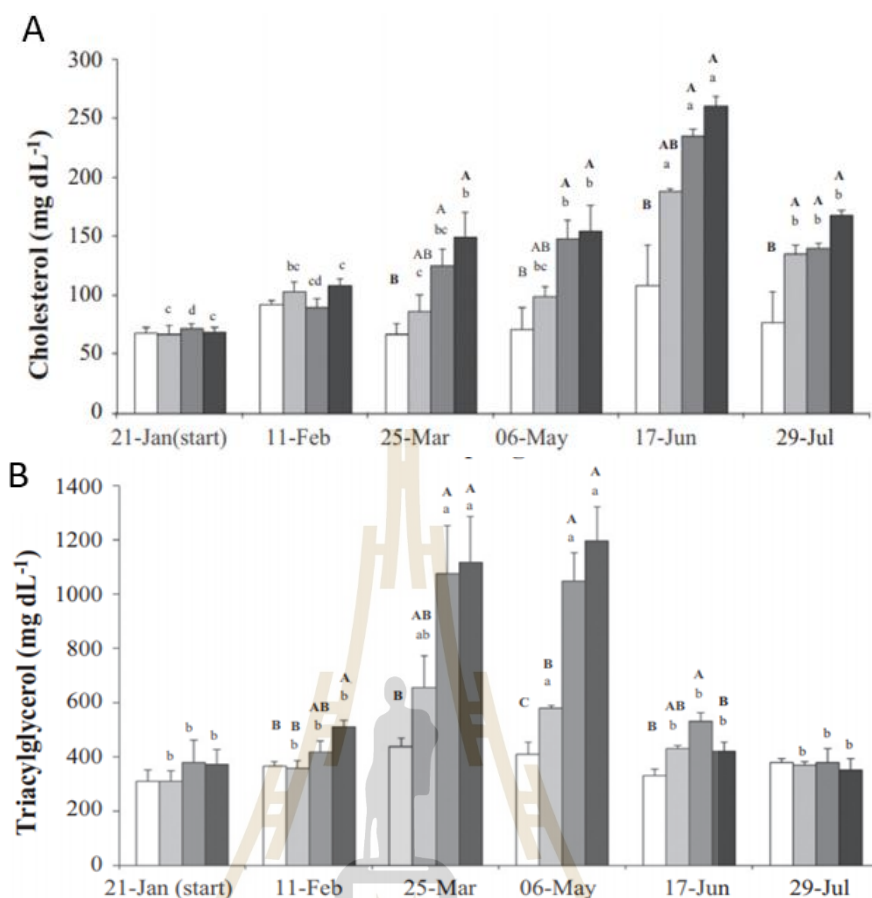 A
300
250
200
150
100
50
0
Cholesterol (mg dL⁻¹)
c d c
bc cd c
B AB c A bc A b
B AB bc A b A b
B AB a A a A a
B A b A b A b
21-Jan(start) 11-Feb 25-Mar 06-May 17-Jun 29-Jul
B
1400
1200
1000
800
600
400
200
0
Triacylglycerol (mg dL⁻¹)
b b b
B B b AB b A b
B AB ab A a A a
C B a A a A a
B AB b A b B b
b b b
21-Jan (start) 11-Feb 25-Mar 06-May 17-Jun 29-Jul